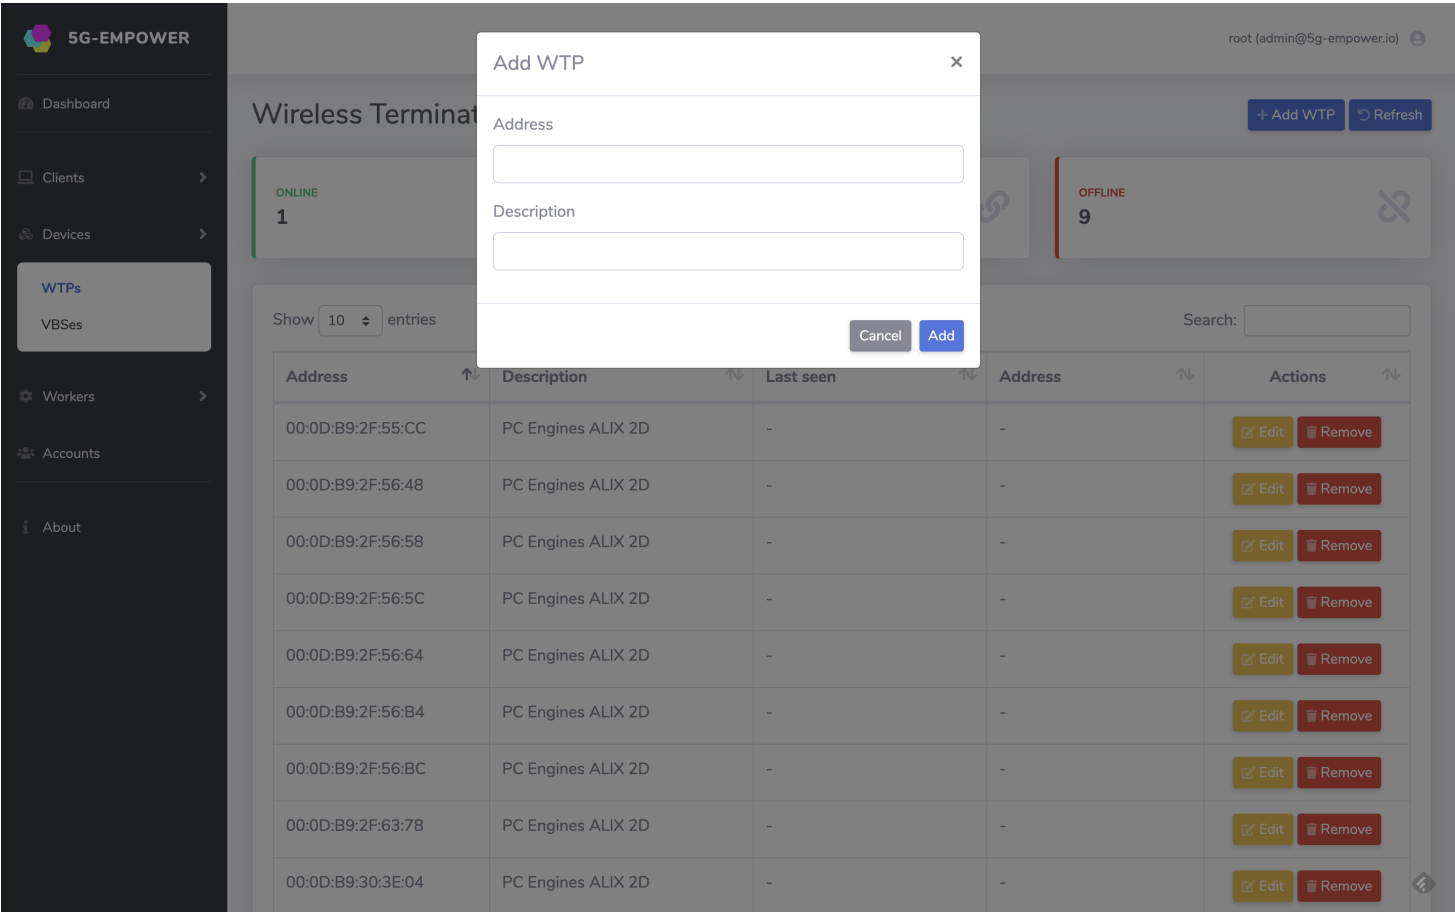 5G-EMPOWER
root (admin@5g-empower.io)
Dashboard
Clients
Devices
WTPs
VBSes
Workers
Accounts
About
Wireless Terminat
+ Add WTP
Refresh
ONLINE
1
OFFLINE
9
Add WTP
×
Address
Description
Cancel
Add
Show 10 entries
Search:
Address Description Last seen Address Actions
00:0D:B9:2F:55:CC PC Engines ALIX 2D - - Edit Remove
00:0D:B9:2F:56:48 PC Engines ALIX 2D - - Edit Remove
00:0D:B9:2F:56:58 PC Engines ALIX 2D - - Edit Remove
00:0D:B9:2F:56:5C PC Engines ALIX 2D - - Edit Remove
00:0D:B9:2F:56:64 PC Engines ALIX 2D - - Edit Remove
00:0D:B9:2F:56:B4 PC Engines ALIX 2D - - Edit Remove
00:0D:B9:2F:56:BC PC Engines ALIX 2D - - Edit Remove
00:0D:B9:2F:63:78 PC Engines ALIX 2D - - Edit Remove
00:0D:B9:30:3E:04 PC Engines ALIX 2D - - Edit Remove